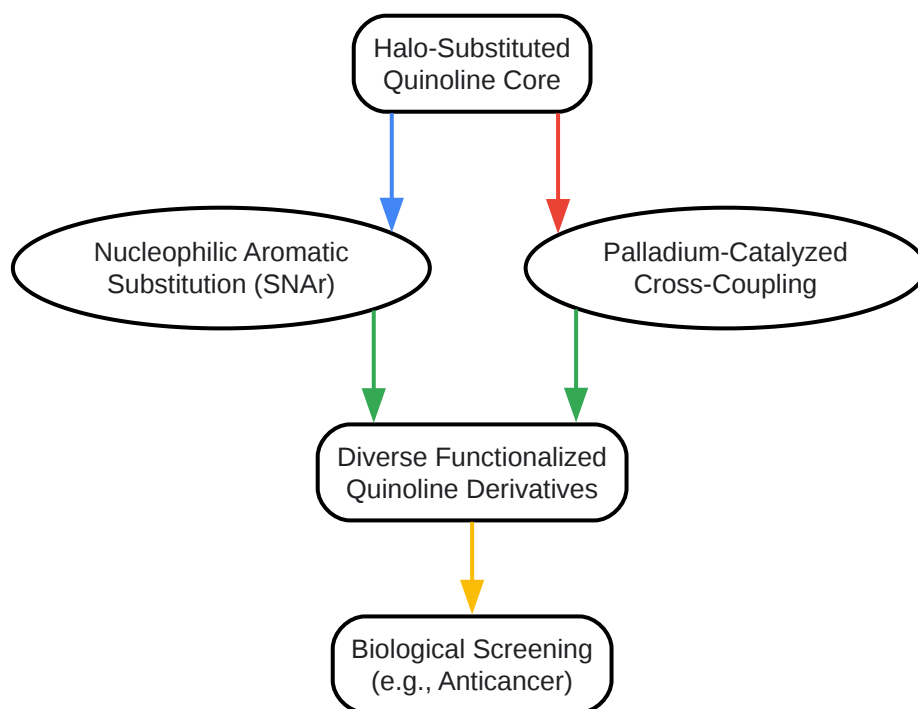 Halo-Substituted
Quinoline Core
Nucleophilic Aromatic
Substitution (SNAr)
Palladium-Catalyzed
Cross-Coupling
Diverse Functionalized
Quinoline Derivatives
Biological Screening
(e.g., Anticancer)